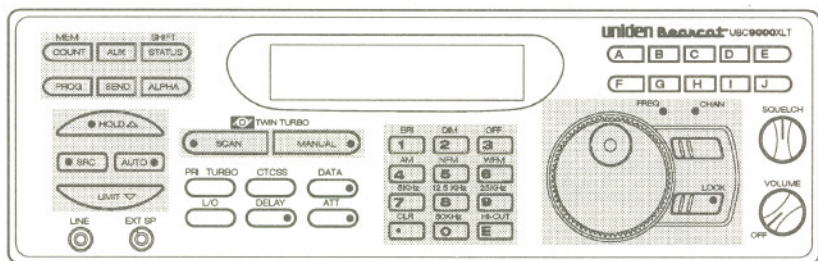 MEM SHIFT
COUNT AUX STATUS
PROG SEND ALPHA
HOLD △
SRC AUTO
LIMIT ▽
LINE EXT SP
TWIN TURBO
SCAN MANUAL
PRI TURBO CTCSS DATA
L/O DELAY ATT
BRI DIM OFF
1 2 3
AM NFM WFM
4 5 6
5KHz 12.5 KHz 25KHz
7 8 9
CLR 50KHz HI-CUT
. 0 E
uniden Bearcat UBC9000XLT
A B C D E
F G H I J
FREQ CHAN
LOCK
SQUELCH
VOLUME
OFF